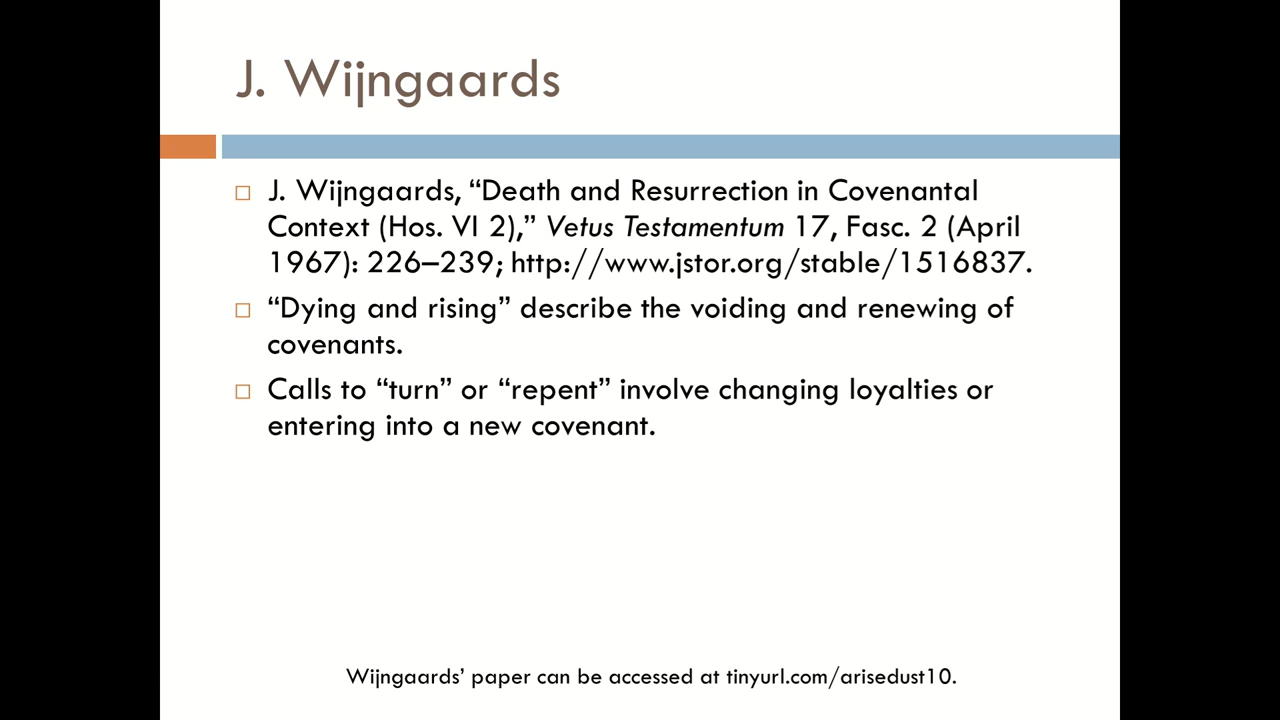 J. Wijngaards
J. Wijngaards, “Death and Resurrection in Covenantal
Context (Hos. VI 2),” Vetus Testamentum 17, Fasc. 2 (April
1967): 226–239; http://www.jstor.org/stable/1516837.
“Dying and rising” describe the voiding and renewing of
covenants.
Calls to “turn” or “repent” involve changing loyalties or
entering into a new covenant.
Wijngaards’ paper can be accessed at tinyurl.com/arisedust10.